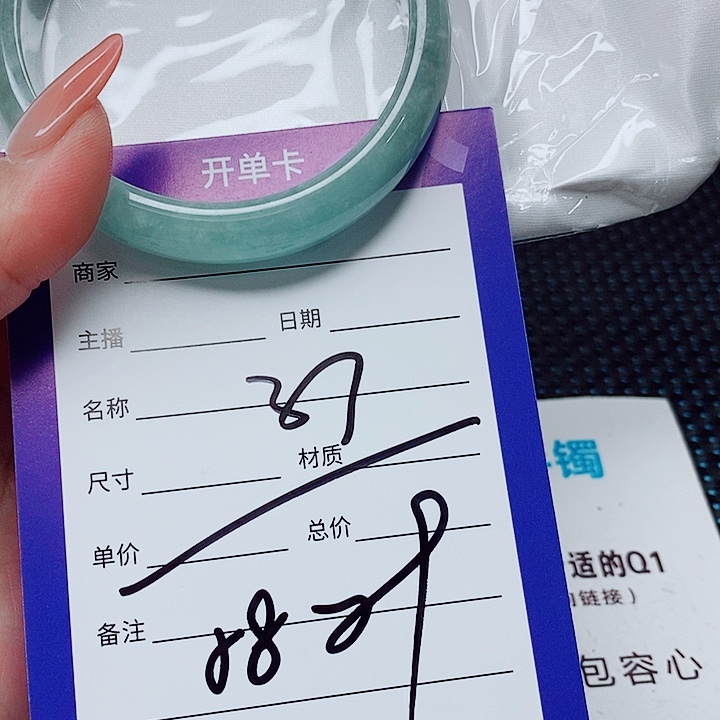 开单卡
商家
主播 日期
名称
尺寸 材质
单价 总价
备注
镯
适的Q1
链接）
包容心